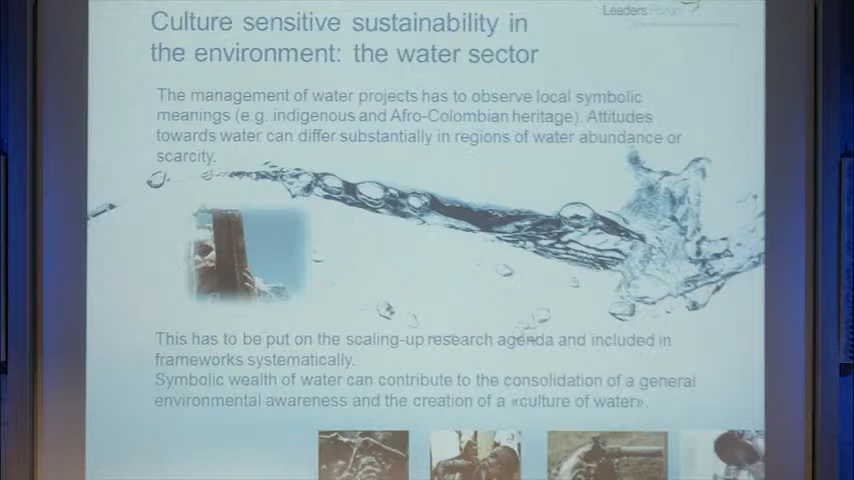 Leaders Forum
Culture sensitive sustainability in
the environment: the water sector
The management of water projects has to observe local symbolic
meanings (e.g. indigenous and Afro-Colombian heritage). Attitudes
towards water can differ substantially in regions of water abundance or
scarcity.
This has to be put on the scaling-up research agenda and included in
frameworks systematically.
Symbolic wealth of water can contribute to the consolidation of a general
environmental awareness and the creation of a «culture of water».